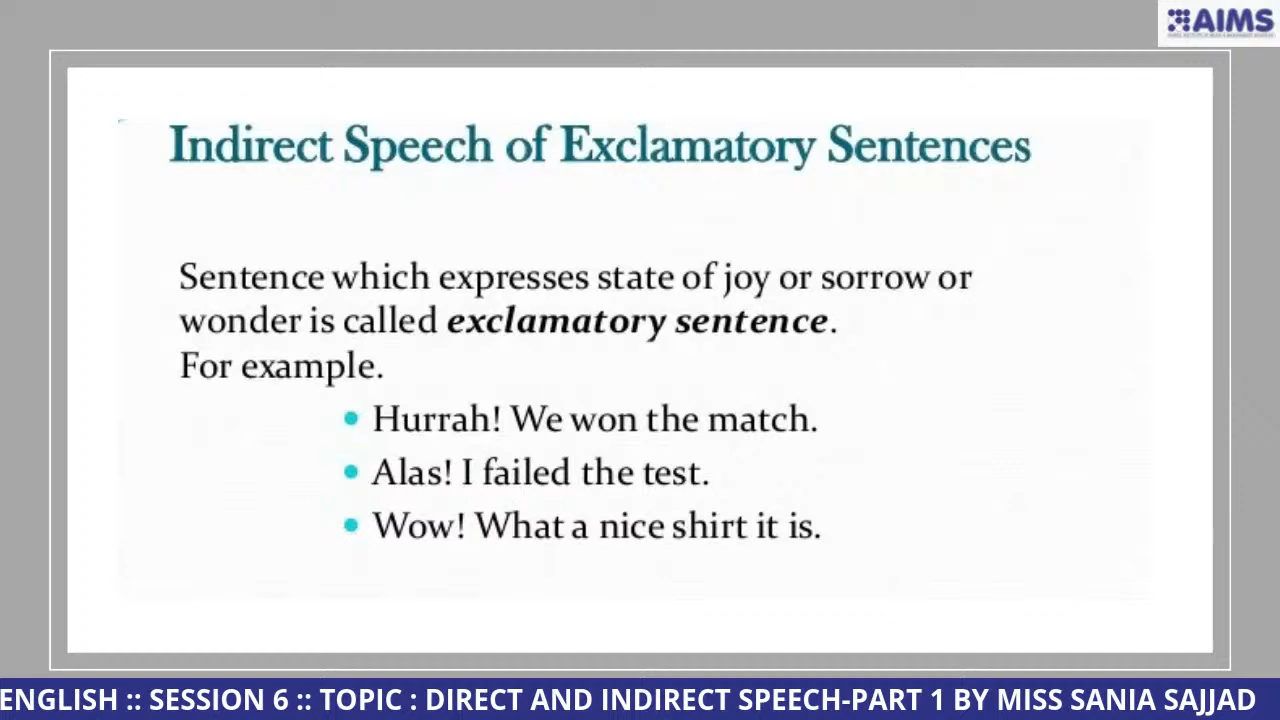 AIMS
Indirect Speech of Exclamatory Sentences
Sentence which expresses state of joy or sorrow or
wonder is called exclamatory sentence.
For example.
• Hurrah! We won the match.
• Alas! I failed the test.
• Wow! What a nice shirt it is.
ENGLISH :: SESSION 6 :: TOPIC : DIRECT AND INDIRECT SPEECH-PART 1 BY MISS SANIA SAJJAD